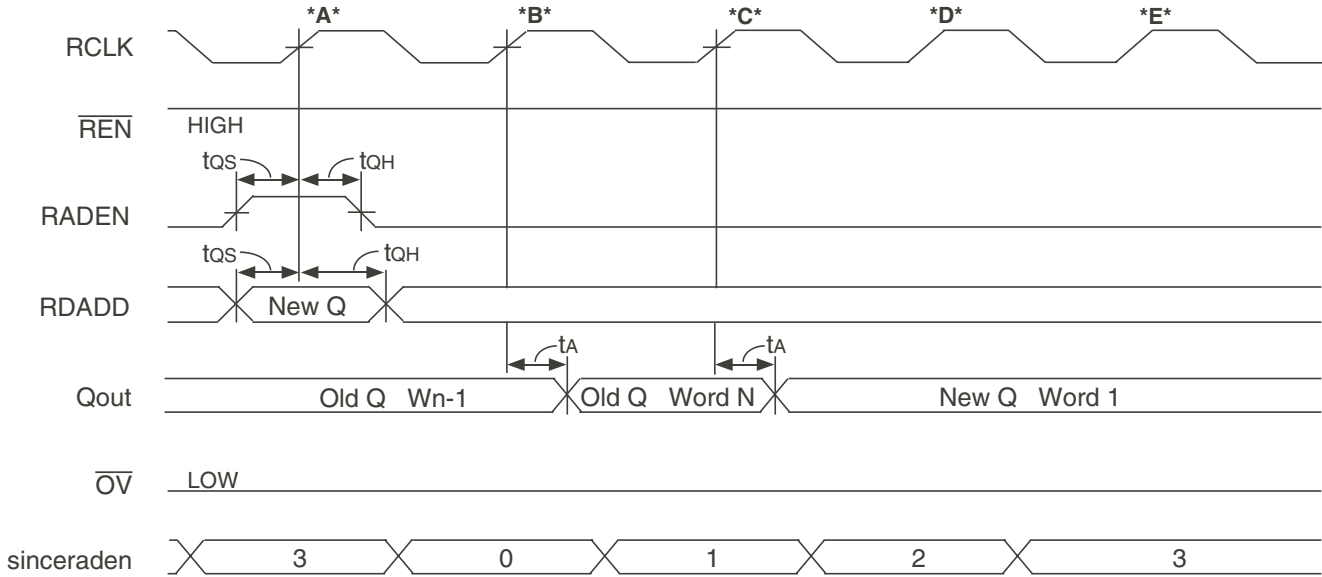 *A* *B* *C* *D* *E*
RCLK
REN HIGH
tQS tQH
RADEN
tQS tQH
RDADD New Q
tA tA
Qout Old Q Wn-1 Old Q Word N New Q Word 1
OV LOW
sinceraden 3 0 1 2 3